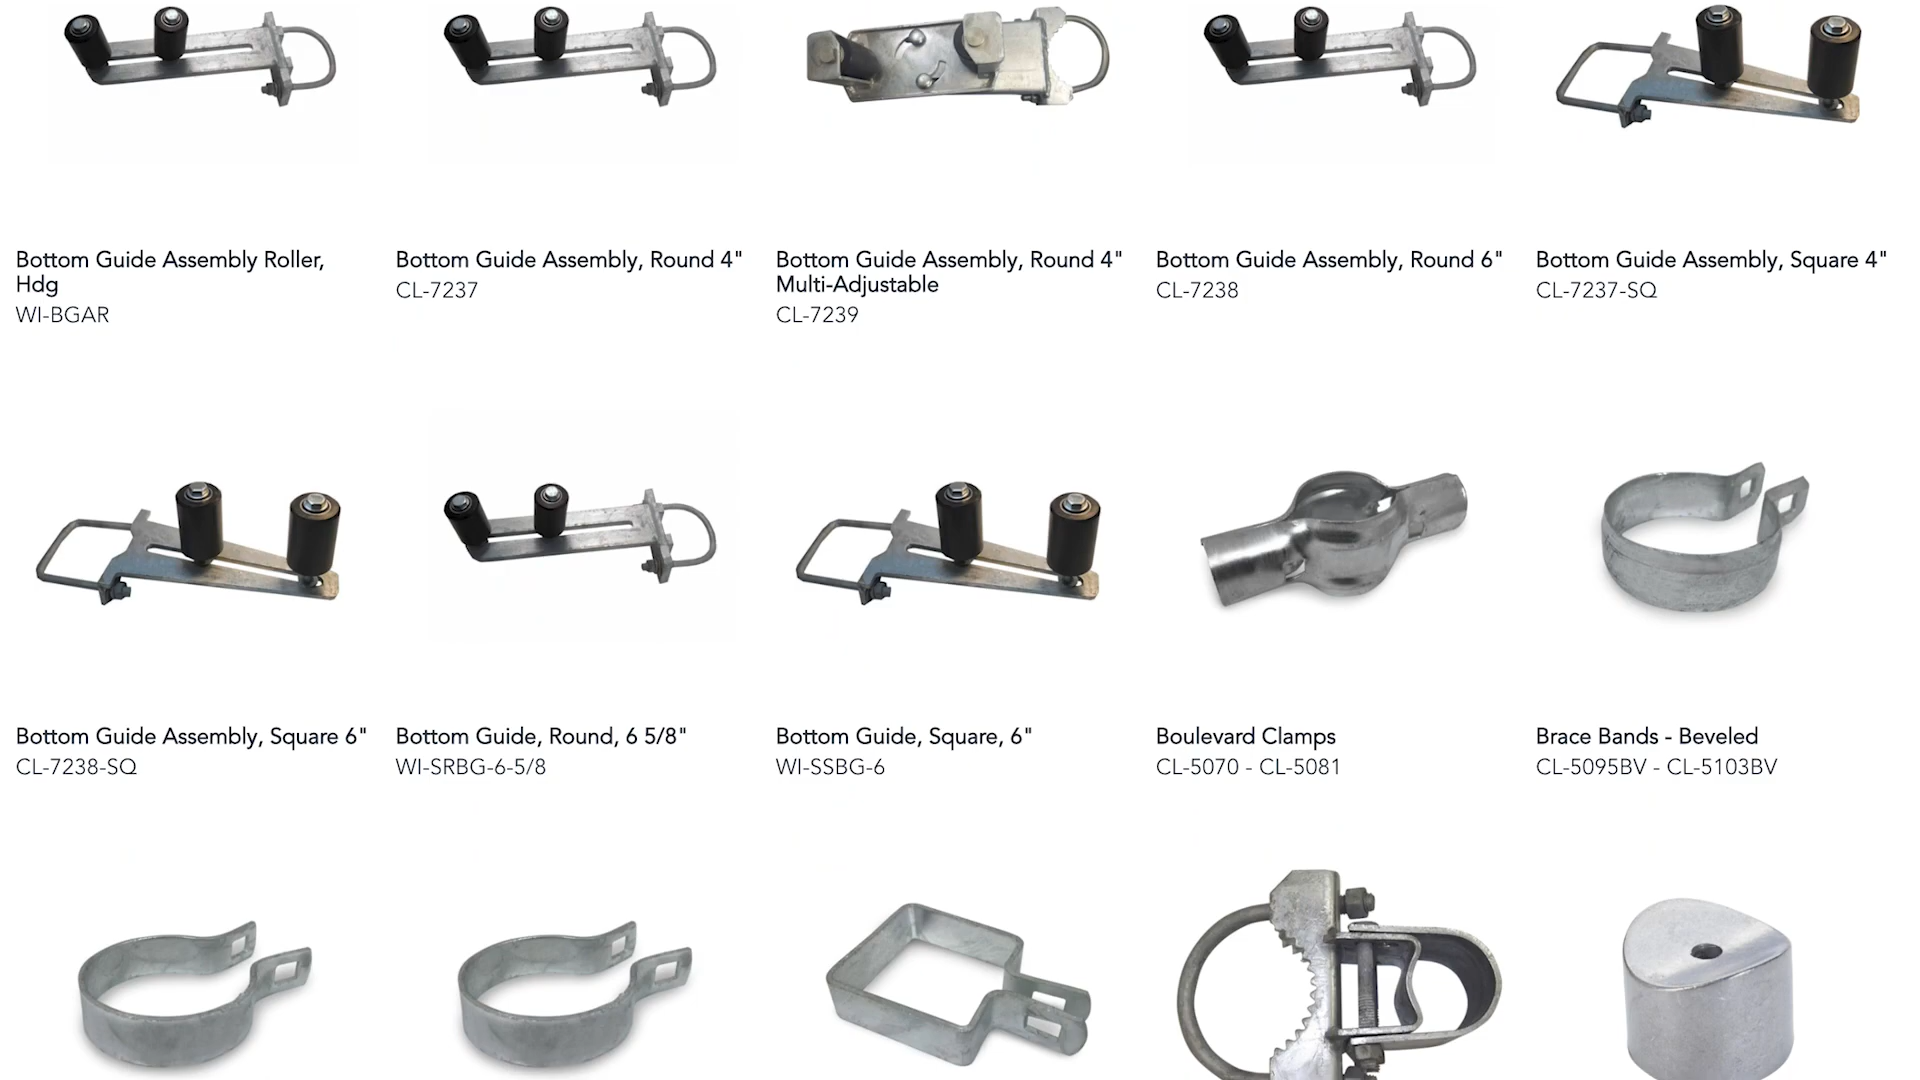 Bottom Guide Assembly Roller,
Hdg
WI-BGAR
Bottom Guide Assembly, Round 4"
CL-7237
Bottom Guide Assembly, Round 4"
Multi-Adjustable
CL-7239
Bottom Guide Assembly, Round 6"
CL-7238
Bottom Guide Assembly, Square 4"
CL-7237-SQ
Bottom Guide Assembly, Square 6"
CL-7238-SQ
Bottom Guide, Round, 6 5/8"
WI-SRBG-6-5/8
Bottom Guide, Square, 6"
WI-SSBG-6
Boulevard Clamps
CL-5070 - CL-5081
Brace Bands - Beveled
CL-5095BV - CL-5103BV